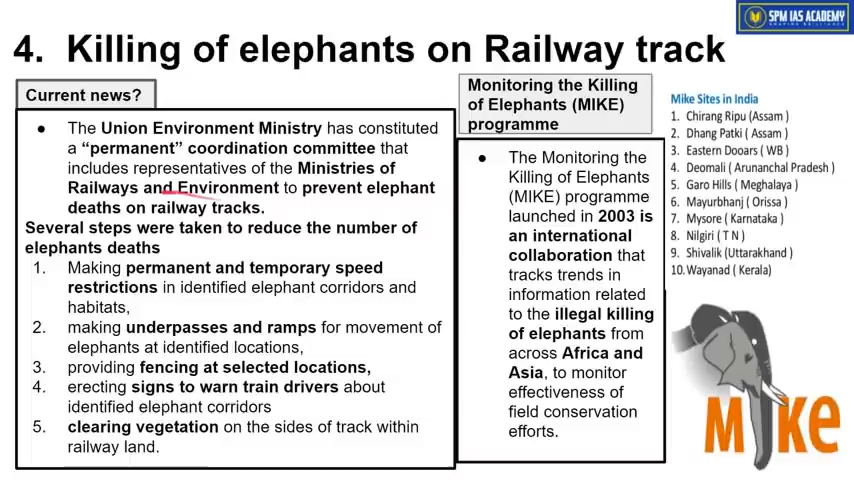 SPM IAS ACADEMY
4. Killing of elephants on Railway track
Current news?
● The Union Environment Ministry has constituted
a “permanent” coordination committee that
includes representatives of the Ministries of
Railways and Environment to prevent elephant
deaths on railway tracks.
Several steps were taken to reduce the number of
elephants deaths
1. Making permanent and temporary speed
restrictions in identified elephant corridors and
habitats,
2. making underpasses and ramps for movement of
elephants at identified locations,
3. providing fencing at selected locations,
4. erecting signs to warn train drivers about
identified elephant corridors
5. clearing vegetation on the sides of track within
railway land.
Monitoring the Killing
of Elephants (MIKE)
programme
● The Monitoring the
Killing of Elephants
(MIKE) programme
launched in 2003 is
an international
collaboration that
tracks trends in
information related
to the illegal killing
of elephants from
across Africa and
Asia, to monitor
effectiveness of
field conservation
efforts.
Mike Sites in India
1. Chirang Ripu (Assam )
2. Dhang Patki ( Assam )
3. Eastern Dooars ( WB )
4. Deomali ( Arunanchal Pradesh )
5. Garo Hills ( Meghalaya )
6. Mayurbhanj ( Orissa )
7. Mysore ( Karnataka )
8. Nilgiri ( T N )
9. Shivalik (Uttarakhand )
10. Wayanad ( Kerala)
MiKe